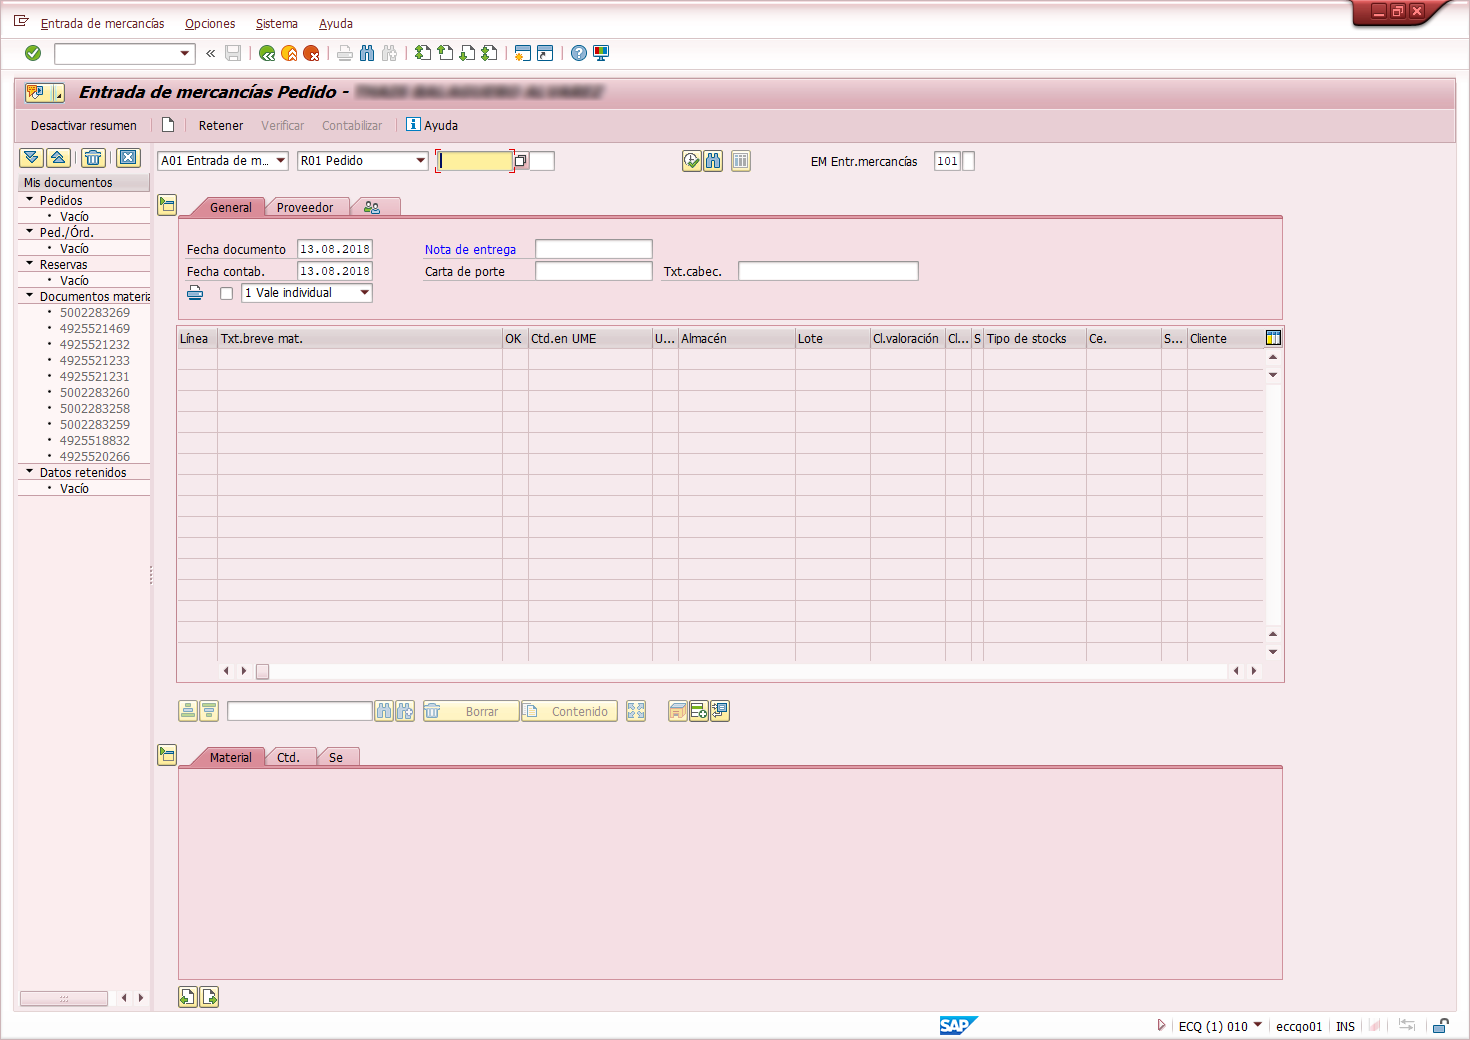 Entrada de mercancías Opciones Sistema Ayuda
Entrada de mercancías Pedido -
Desactivar resumen Retener Verificar Contabilizar Ayuda
A01 Entrada de m... R01 Pedido EM Entr.mercancías 101
Mis documentos
Pedidos
Vacío
Ped./Órd.
Vacío
Reservas
Vacío
Documentos materia
5002283269
4925521469
4925521232
4925521233
4925521231
5002283260
5002283258
5002283259
4925518832
4925520266
Datos retenidos
Vacío
General Proveedor
Fecha documento 13.08.2018 Nota de entrega
Fecha contab. 13.08.2018 Carta de porte Txt.cabec.
1 Vale individual
Línea Txt.breve mat. OK Ctd.en UME U... Almacén Lote Cl.valoración Cl... S Tipo de stocks Ce. S... Cliente
Borrar Contenido
Material Ctd. Se
SAP ECQ (1) 010 eccqo01 INS